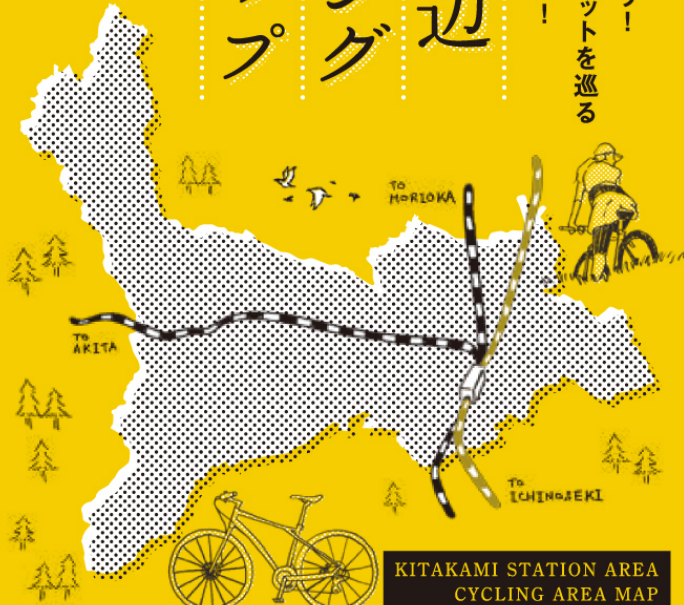 ！
ットを巡る
！
辺
グ
プ
TO MORIOKA
TO AKITA
TO ICHINOSEKI
KITAKAMI STATION AREA
CYCLING AREA MAP